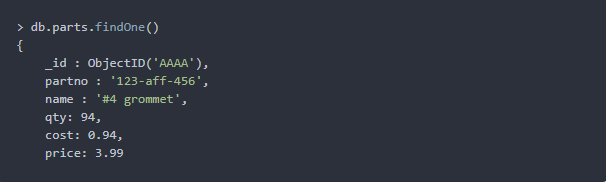 > db.parts.findOne()
{
    _id : ObjectID('AAAA'),
    partno : '123-aff-456',
    name : '#4 grommet',
    qty: 94,
    cost: 0.94,
    price: 3.99